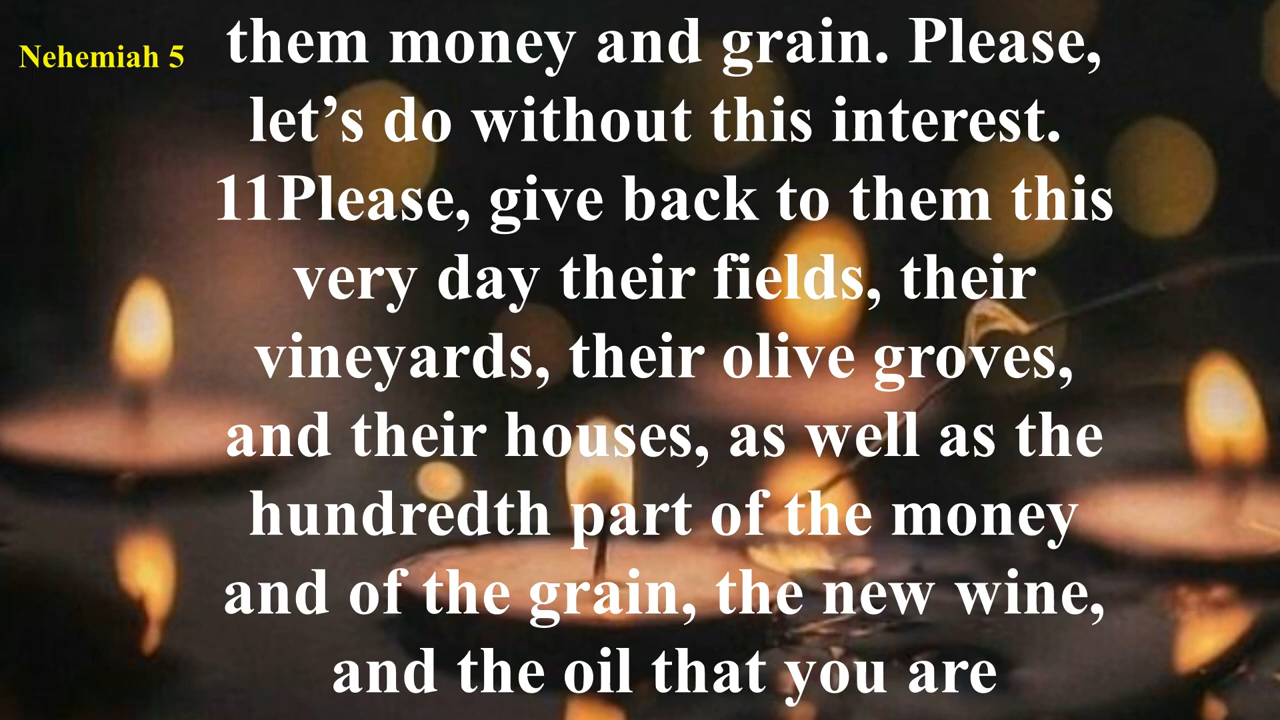 Nehemiah 5
them money and grain. Please,
let’s do without this interest.
11Please, give back to them this
very day their fields, their
vineyards, their olive groves,
and their houses, as well as the
hundredth part of the money
and of the grain, the new wine,
and the oil that you are